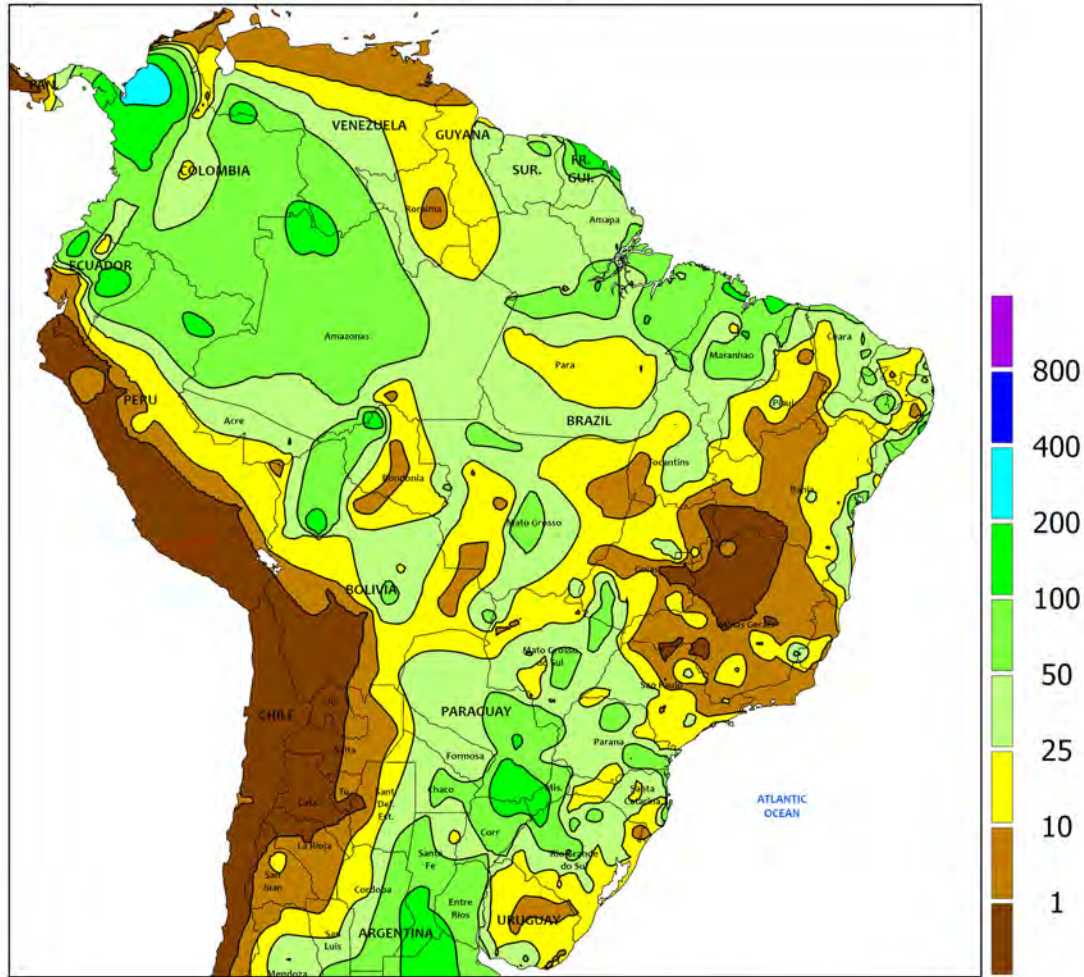 PAN.
VENEZUELA
GUYANA
COLOMBIA
SUR.
FR.
GUI.
Roraima
Amapa
ECUADOR
Amazonas
Para
Maranhao
Ceara
PERU
Piaui
Acre
BRAZIL
Rondonia
Tocantins
Bahia
Mato Grosso
BOLIVIA
Goias
Minas Gerais
Mato Grosso
do Sul
Sao Paulo
CHILE
PARAGUAY
Parana
Salta
Formosa
Tu.
Sant.
Del.
Est.
Chaco
Mis.
Santa
Catarina
ATLANTIC
OCEAN
La Rioja
Corr
Santa
Fe
Rio Grande
do Sul
San
Juan
Cordoba
Entre
Rios
URUGUAY
San
Luis
ARGENTINA
Mendoza
800
400
200
100
50
25
10
1